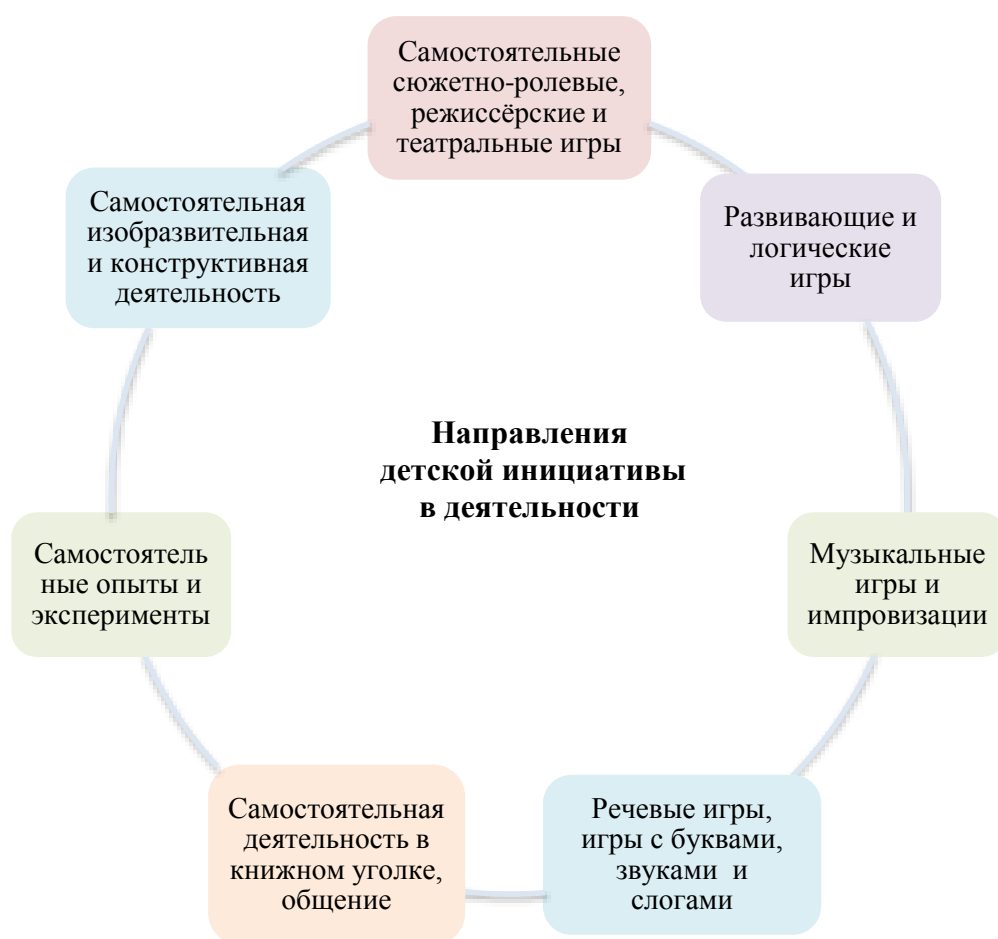 Самостоятельные
сюжетно-ролевые,
режиссёрские и
театральные игры
Развивающие и
логические
игры
Музыкальные
игры и
импровизации
Речевые игры,
игры с буквами,
звуками и
слогами
Самостоятельная
деятельность в
книжном уголке,
общение
Самостоятель
ные опыты и
эксперименты
Самостоятельная
изобразвительная
и конструктивная
деятельность
Направления
детской инициативы
в деятельности